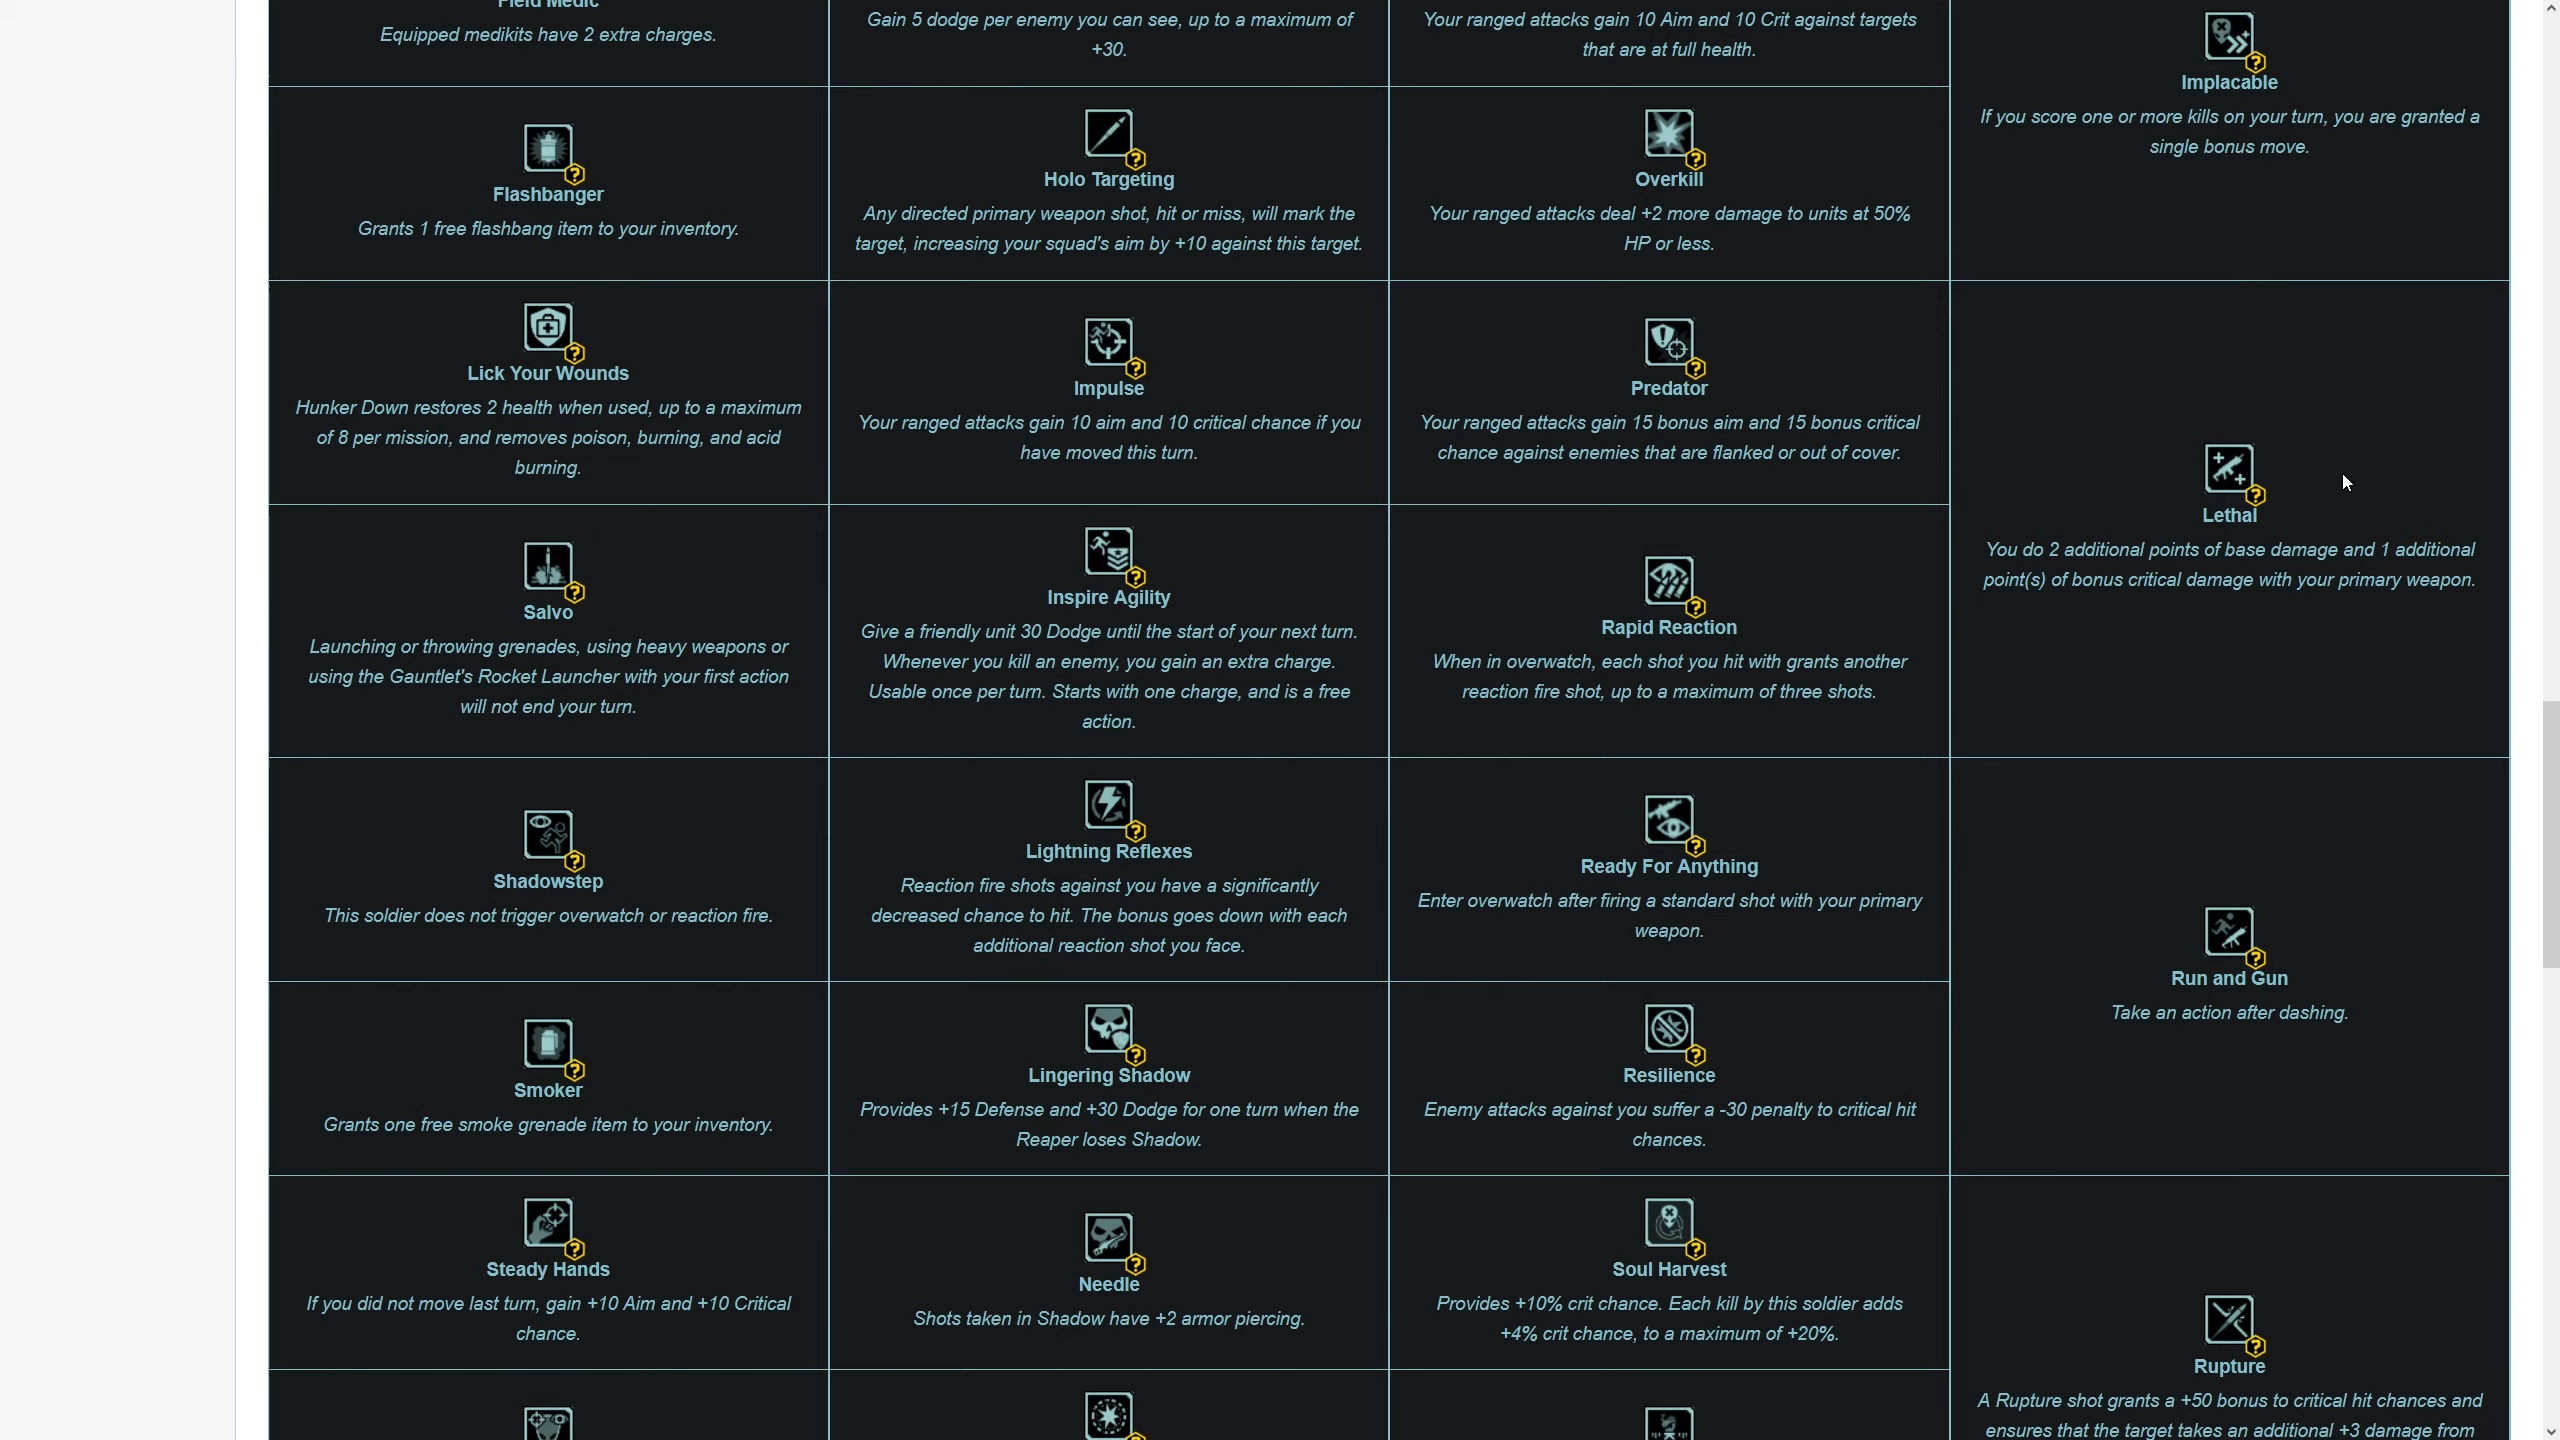 Field Medic
Equipped medikits have 2 extra charges.
Gain 5 dodge per enemy you can see, up to a maximum of
+30.
Your ranged attacks gain 10 Aim and 10 Crit against targets
that are at full health.
Implacable
If you score one or more kills on your turn, you are granted a
single bonus move.
Flashbanger
Grants 1 free flashbang item to your inventory.
Holo Targeting
Any directed primary weapon shot, hit or miss, will mark the
target, increasing your squad's aim by +10 against this target.
Overkill
Your ranged attacks deal +2 more damage to units at 50%
HP or less.
Lick Your Wounds
Hunker Down restores 2 health when used, up to a maximum
of 8 per mission, and removes poison, burning, and acid
burning.
Impulse
Your ranged attacks gain 10 aim and 10 critical chance if you
have moved this turn.
Predator
Your ranged attacks gain 15 bonus aim and 15 bonus critical
chance against enemies that are flanked or out of cover.
Lethal
You do 2 additional points of base damage and 1 additional
point(s) of bonus critical damage with your primary weapon.
Salvo
Launching or throwing grenades, using heavy weapons or
using the Gauntlet's Rocket Launcher with your first action
will not end your turn.
Inspire Agility
Give a friendly unit 30 Dodge until the start of your next turn.
Whenever you kill an enemy, you gain an extra charge.
Usable once per turn. Starts with one charge, and is a free
action.
Rapid Reaction
When in overwatch, each shot you hit with grants another
reaction fire shot, up to a maximum of three shots.
Shadowstep
This soldier does not trigger overwatch or reaction fire.
Lightning Reflexes
Reaction fire shots against you have a significantly
decreased chance to hit. The bonus goes down with each
additional reaction shot you face.
Ready For Anything
Enter overwatch after firing a standard shot with your primary
weapon.
Run and Gun
Take an action after dashing.
Smoker
Grants one free smoke grenade item to your inventory.
Lingering Shadow
Provides +15 Defense and +30 Dodge for one turn when the
Reaper loses Shadow.
Resilience
Enemy attacks against you suffer a -30 penalty to critical hit
chances.
Steady Hands
If you did not move last turn, gain +10 Aim and +10 Critical
chance.
Needle
Shots taken in Shadow have +2 armor piercing.
Soul Harvest
Provides +10% crit chance. Each kill by this soldier adds
+4% crit chance, to a maximum of +20%.
Rupture
A Rupture shot grants a +50 bonus to critical hit chances and
ensures that the target takes an additional +3 damage from